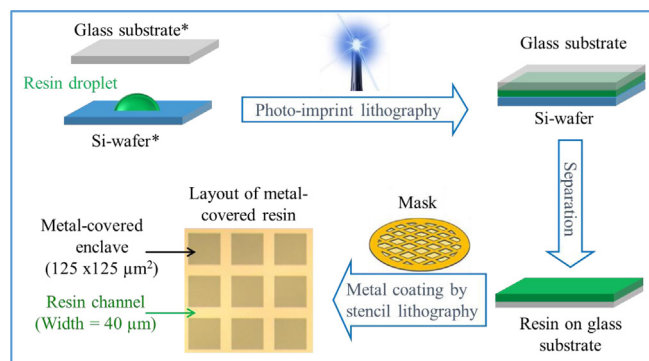 Glass substrate*
Resin droplet
Si-wafer*
Photo-imprint lithography
Glass substrate
Si-wafer
Separation
Resin on glass
substrate
Mask
Metal coating by
stencil lithography
Layout of metal-
covered resin
Metal-covered
enclave
(125 x125 µm²)
Resin channel
(Width = 40 µm)